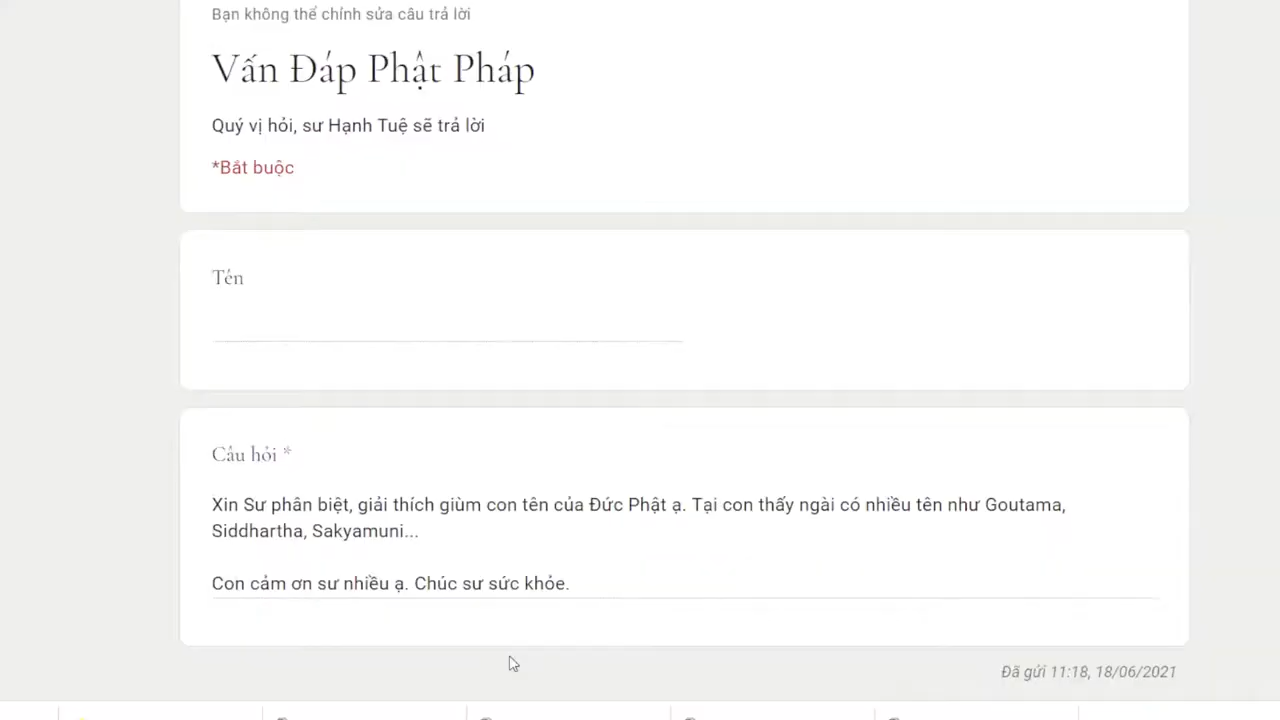 Bạn không thể chỉnh sửa câu trả lời
Vấn Đáp Phật Pháp
Quý vị hỏi, sư Hạnh Tuệ sẽ trả lời
*Bắt buộc
Tên
Câu hỏi *
Xin Sư phân biệt, giải thích giùm con tên của Đức Phật ạ. Tại con thấy ngài có nhiều tên như Goutama,
Siddhartha, Sakyamuni...
Con cảm ơn sư nhiều ạ. Chúc sư sức khỏe.
Đã gửi 11:18, 18/06/2021